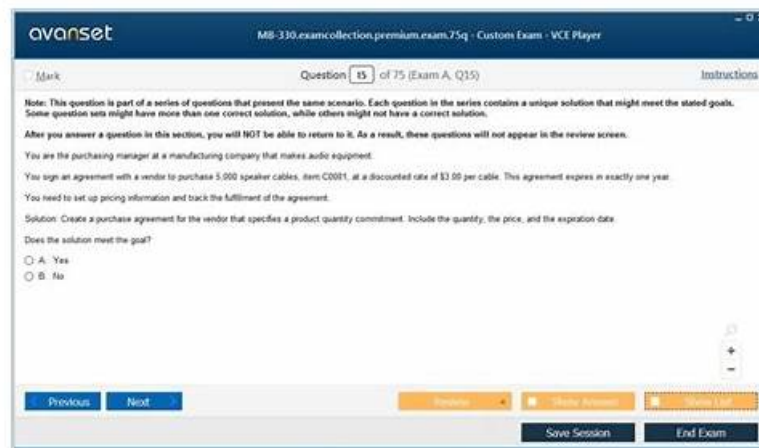 avanset
MB-330.examcollection.premium.exam.75q - Custom Exam - VCE Player
Mark
Question 15 of 75 (Exam A, Q15)
Instructions
Note: This question is part of a series of questions that present the same scenario. Each question in the series contains a unique solution that might meet the stated goals.
Some question sets might have more than one correct solution, while others might not have a correct solution.
After you answer a question in this section, you will NOT be able to return to it. As a result, these questions will not appear in the review screen.
You are the purchasing manager at a manufacturing company that makes audio equipment.
You sign an agreement with a vendor to purchase 5,000 speaker cables, item C0001, at a discounted rate of $3.00 per cable. This agreement expires in exactly one year.
You need to set up pricing information and track the fulfillment of the agreement.
Solution: Create a purchase agreement for the vendor that specifies a product quantity commitment. Include the quantity, the price, and the expiration date.
Does the solution meet the goal?
A. Yes
B. No
Previous
Next
Review
Show Answer
Show List
Save Session
End Exam